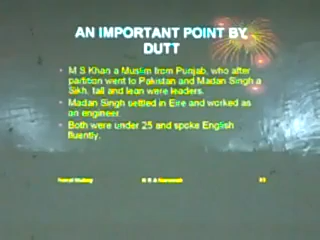 AN IMPORTANT POINT BY
DUTT
• M S Khan a Muslim from Punjab, who after
partition went to Pakistan and Madan Singh a
Sikh, tall and lean were leaders.
• Madan Singh settled in Eire and worked as
an engineer.
• Both were under 25 and spoke English
fluently.
Naval Mutiny